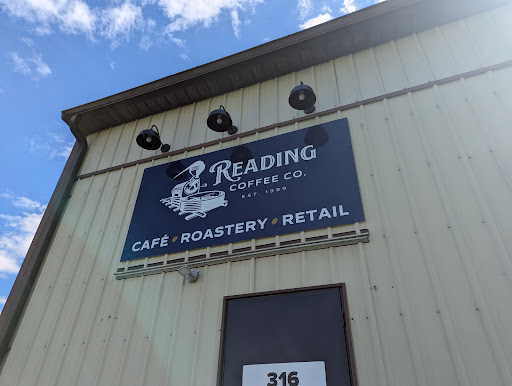 READING
COFFEE CO.
EST. 1989
CAFÉ • ROASTERY • RETAIL
316